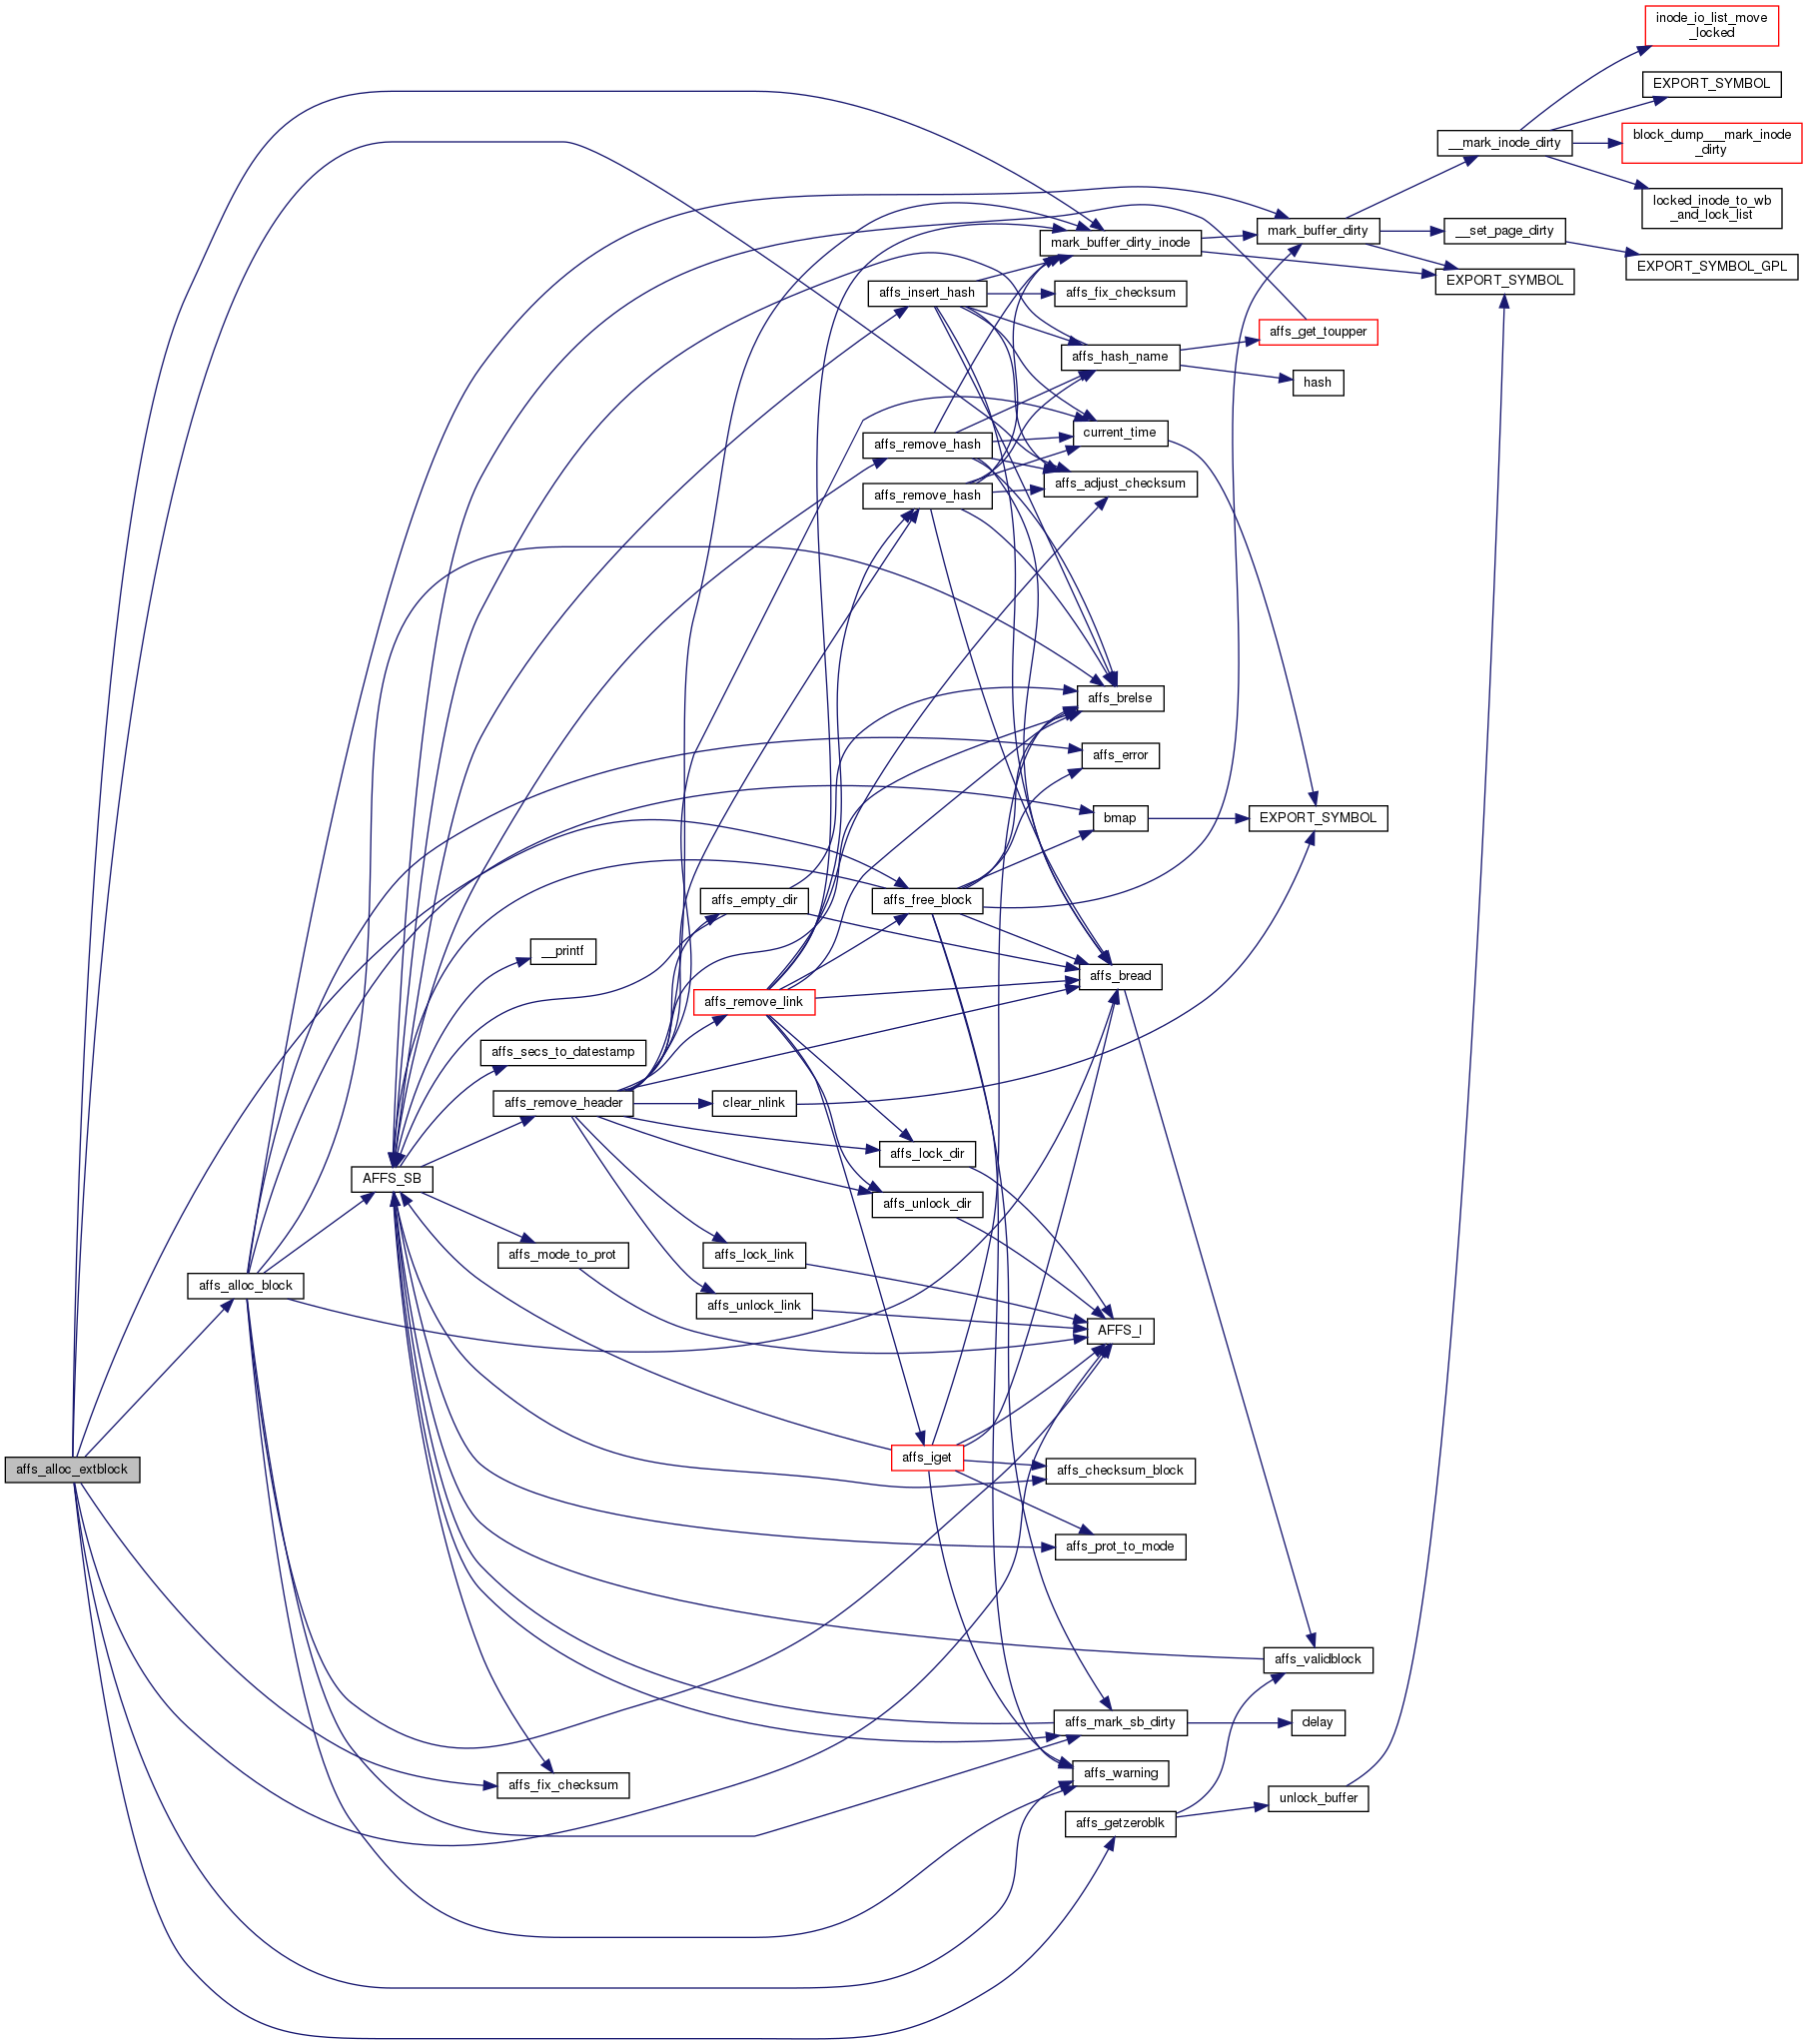 inode_io_list_move
_locked
EXPORT_SYMBOL
__mark_inode_dirty
block_dump___mark_inode
_dirty
locked_inode_to_wb
_and_lock_list
mark_buffer_dirty
__set_page_dirty
mark_buffer_dirty_inode
EXPORT_SYMBOL_GPL
EXPORT_SYMBOL
affs_insert_hash
affs_fix_checksum
affs_get_toupper
affs_hash_name
hash
current_time
affs_remove_hash
affs_adjust_checksum
affs_remove_hash
affs_brelse
affs_error
bmap
EXPORT_SYMBOL
affs_empty_dir
affs_free_block
__printf
affs_bread
affs_remove_link
affs_secs_to_datestamp
affs_remove_header
clear_nlink
affs_lock_dir
AFFS_SB
affs_unlock_dir
affs_mode_to_prot
affs_lock_link
affs_alloc_block
affs_unlock_link
AFFS_I
affs_iget
affs_alloc_extblock
affs_checksum_block
affs_prot_to_mode
affs_validblock
affs_mark_sb_dirty
delay
affs_warning
affs_fix_checksum
unlock_buffer
affs_getzeroblk